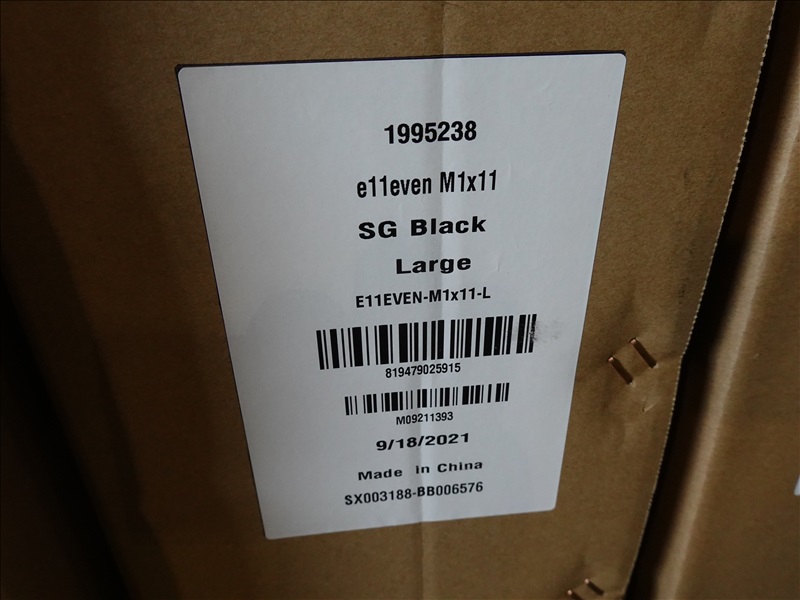 1995238
e11even M1x11
SG Black
Large
E11EVEN-M1x11-L
819479025915
M09211393
9/18/2021
Made in China
SX003188-BB006576